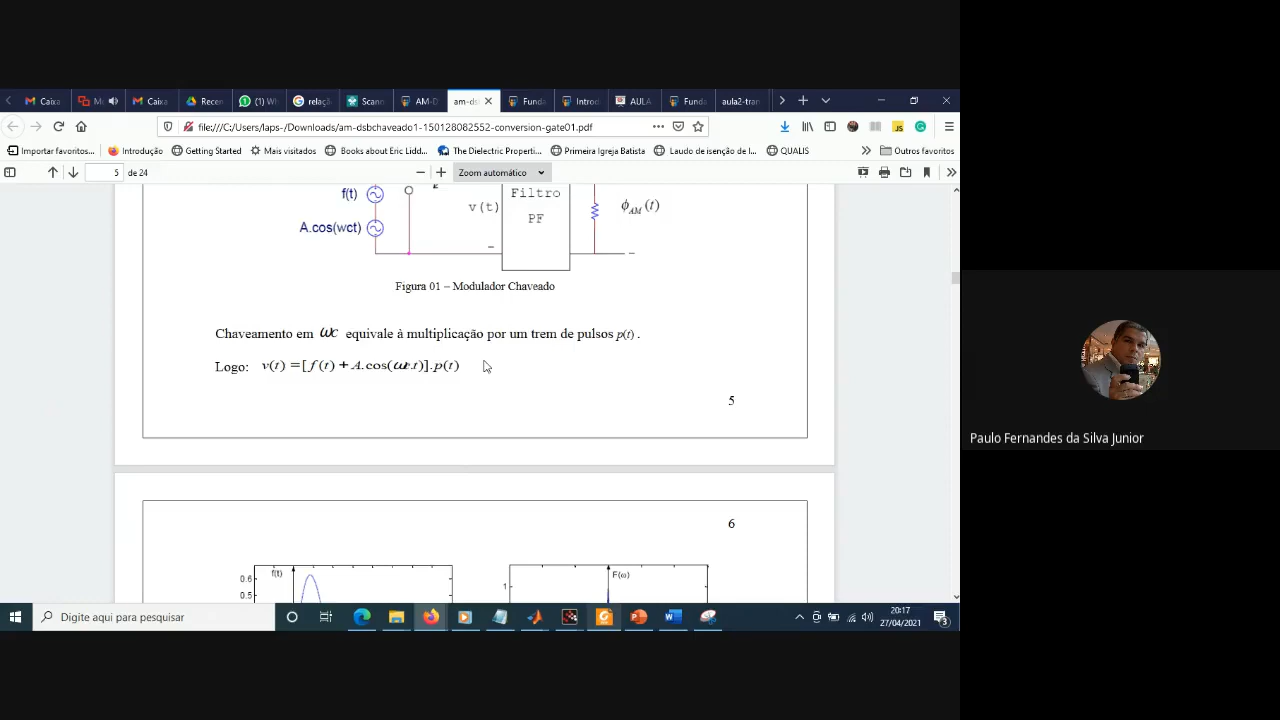 Caixa
Mo
Caixa
Recen
(1) Wh
relaçã
Scann
AM-D
am-dsb
Funda
Introd
AULA
Funda
aula2-tran
file:///C:/Users/laps-/Downloads/am-dsbchaveado1-150128082552-conversion-gate01.pdf
Importar favoritos...
Introdução
Getting Started
Mais visitados
Books about Eric Lidd...
The Dielectric Properti...
Primeira Igreja Batista
Laudo de isenção de I...
QUALIS
Outros favoritos
5 de 24
Zoom automático
f(t)
A.cos(wct)
v(t)
Filtro
PF
ϕAM (t)
Figura 01 – Modulador Chaveado
Chaveamento em ωc equivale à multiplicação por um trem de pulsos p(t) .
Logo: v(t) = [ f(t) + A.cos(ωc.t)].p(t)
5
6
f(t)
0.6
0.5
F(ω)
1
Paulo Fernandes da Silva Junior
Digite aqui para pesquisar
20:17
27/04/2021
3